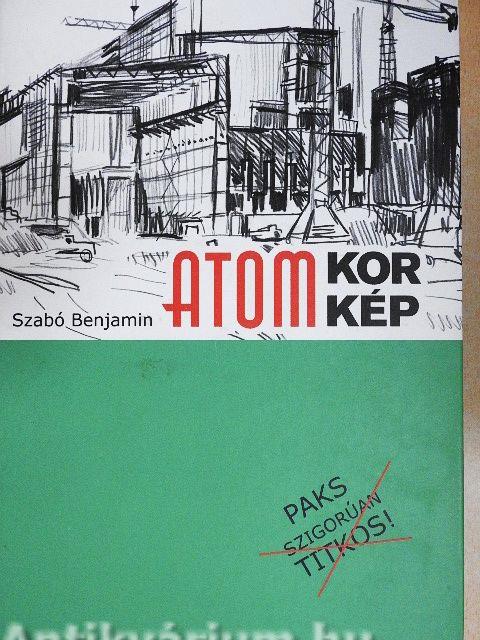 Szabó Benjamin
ATOM KOR
KÉP
PAKS
SZIGORÚAN
TITKOS!
Antikvárium.hu